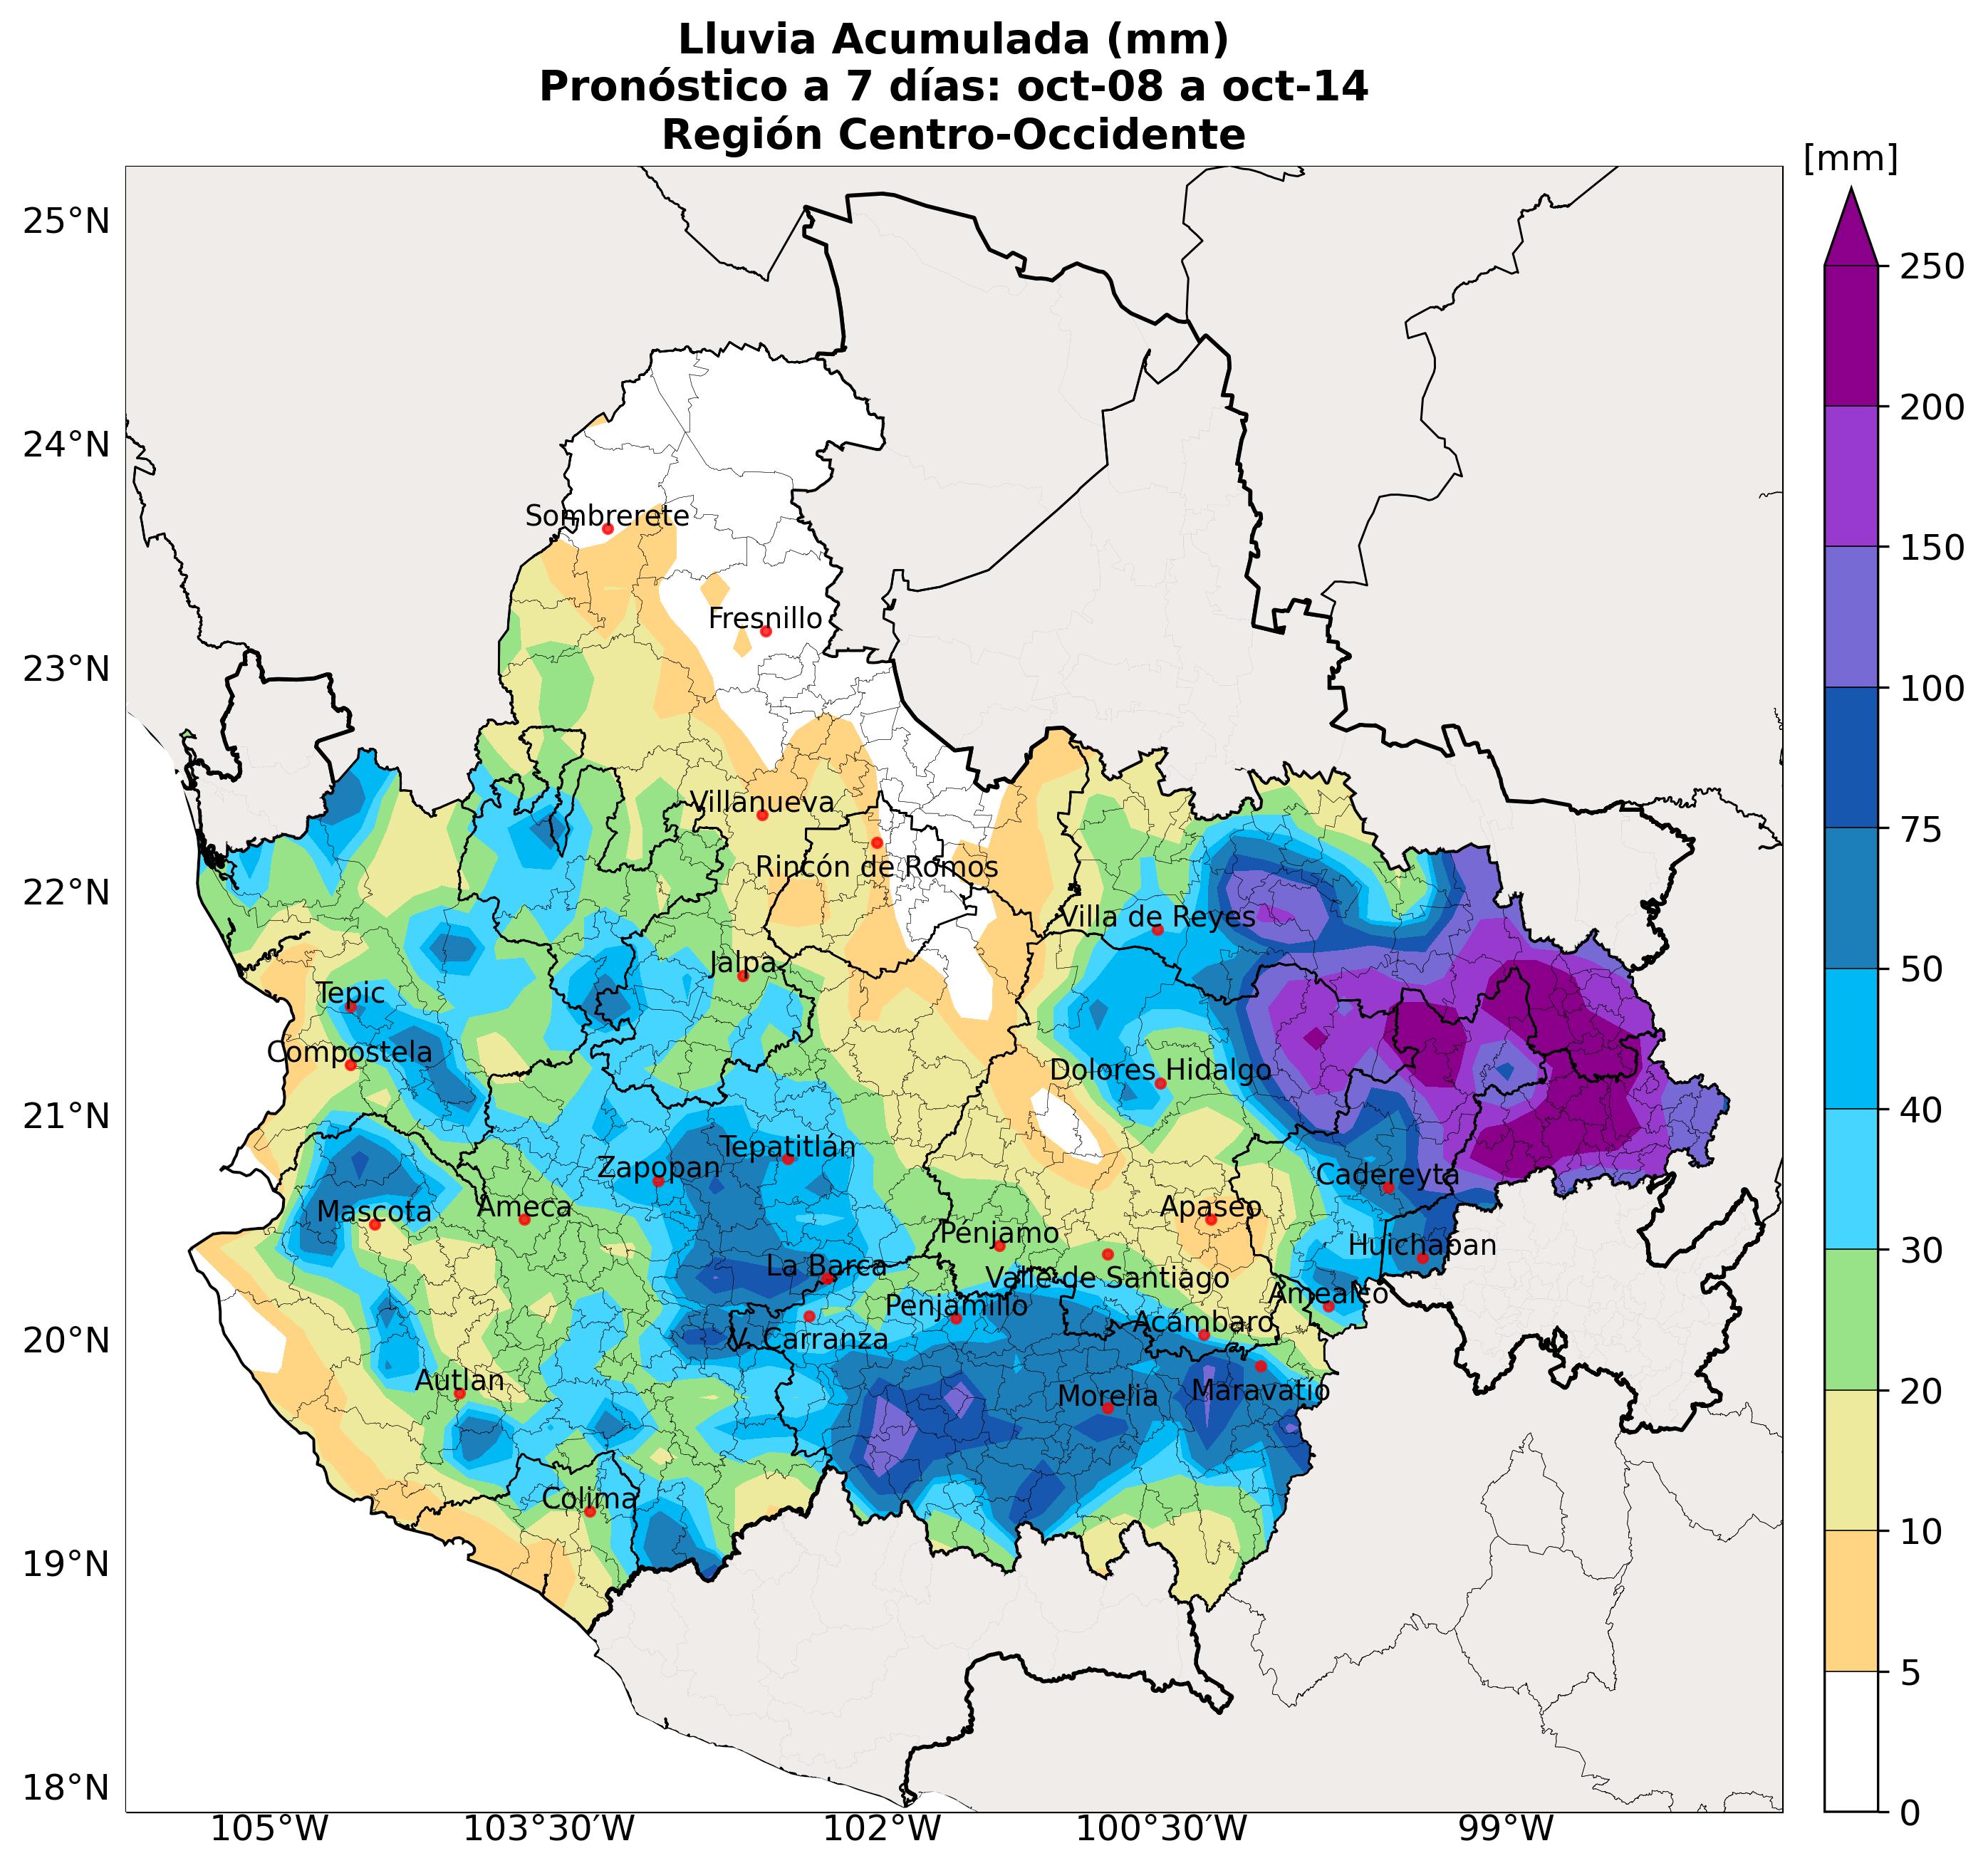 Lluvia Acumulada (mm)
Pronóstico a 7 días: oct-08 a oct-14
Región Centro-Occidente
[mm]
25°N
24°N
23°N
22°N
21°N
20°N
19°N
18°N
Sombrerete
Fresnillo
Villanueva
Rincón de Romos
Villa de Reyes
Jalpa
Tepic
Compostela
Dolores Hidalgo
Tepatitlán
Zapopan
Cadereyta
Mascota
Ameca
Apaseo
Penjamo
Huichapan
La Barca
Valle de Santiago
Amealco
Penjamillo
Acámbaro
V. Carranza
Autlan
Morelia
Maravatío
Colima
105°W
103°30'W
102°W
100°30'W
99°W
250
200
150
100
75
50
40
30
20
10
5
0